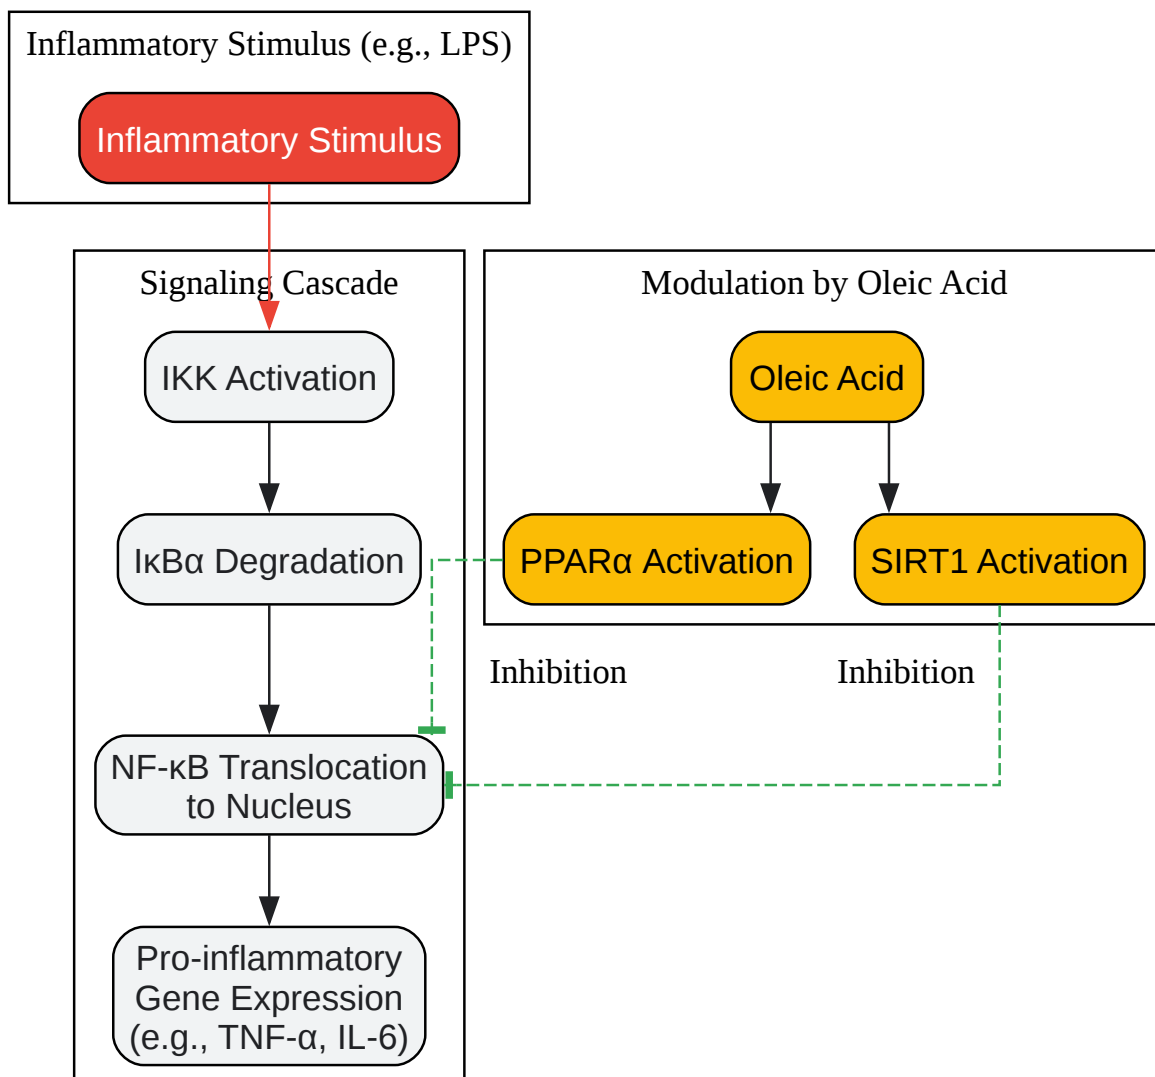 Inflammatory Stimulus (e.g., LPS)
Inflammatory Stimulus
Signaling Cascade
Modulation by Oleic Acid
IKK Activation
Oleic Acid
IκBα Degradation
PPARα Activation
SIRT1 Activation
Inhibition
Inhibition
NF-κB Translocation
to Nucleus
Pro-inflammatory
Gene Expression
(e.g., TNF-α, IL-6)